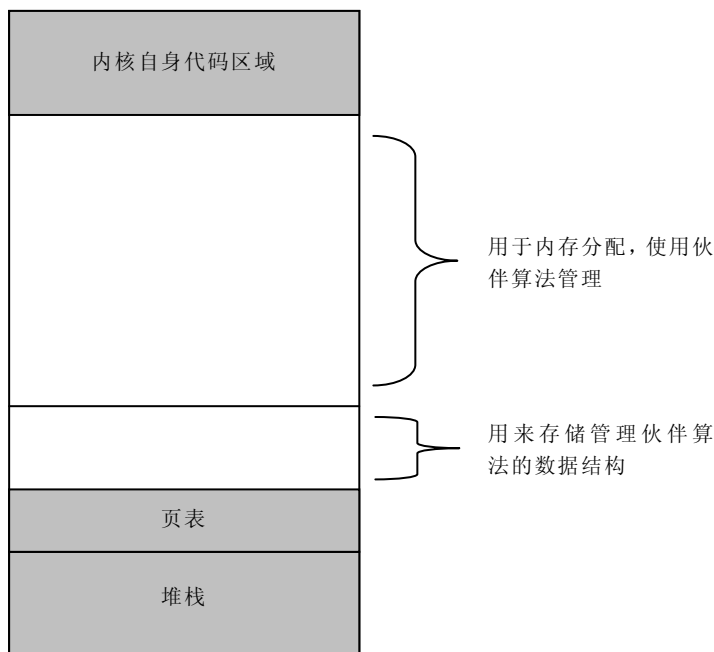 内核自身代码区域
用于内存分配，使用伙
伴算法管理
用来存储管理伙伴算
法的数据结构
页表
堆栈